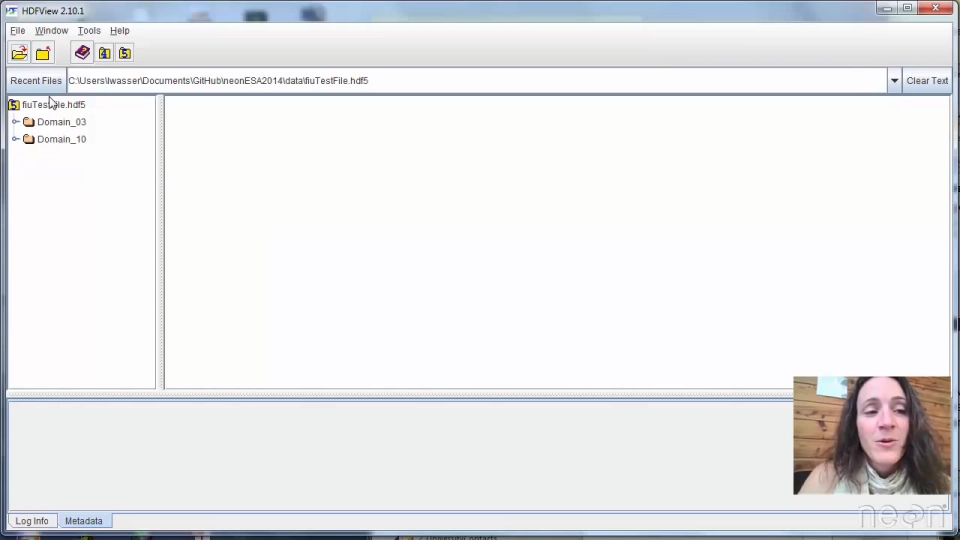 HDFView 2.10.1
File Window Tools Help
Recent Files C:\Users\lwasser\Documents\GitHub\neonESA2014\data\fiuTestFile.hdf5 Clear Text
fiuTestFile.hdf5
Domain_03
Domain_10
neon
Log Info Metadata